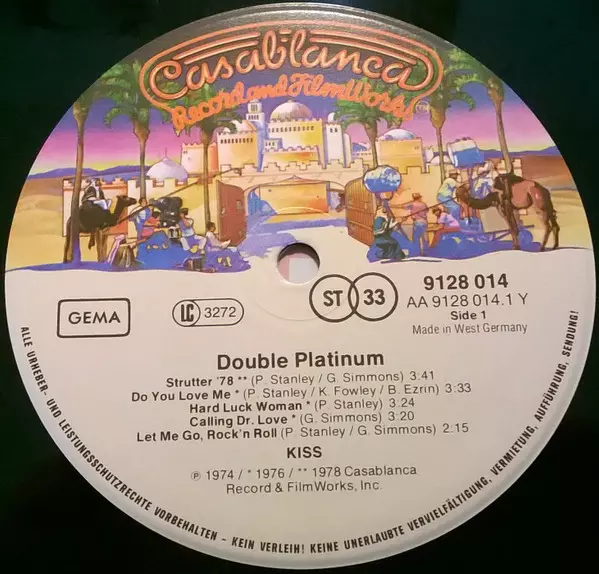 Casablanca
Record and FilmWorks
GEMA
LC 3272
ST 33
9128 014
AA 9128 014.1 Y
Side 1
Made in West Germany
Double Platinum
Strutter '78 ** (P. Stanley / G. Simmons) 3:41
Do You Love Me * (P. Stanley / K. Fowley / B. Ezrin) 3:33
Hard Luck Woman * (P. Stanley) 3:24
Calling Dr. Love * (G. Simmons) 3:20
Let Me Go, Rock'n Roll (P. Stanley / G. Simmons) 2:15
KISS
℗ 1974 / * 1976 / ** 1978 Casablanca
Record & FilmWorks, Inc.
ALLE URHEBER- UND LEISTUNGSSCHUTZRECHTE VORBEHALTEN - KEIN VERLEIH! KEINE UNERLAUBTE VERVIELFÄLTIGUNG, VERMIETUNG, AUFFÜHRUNG, SENDUNG!